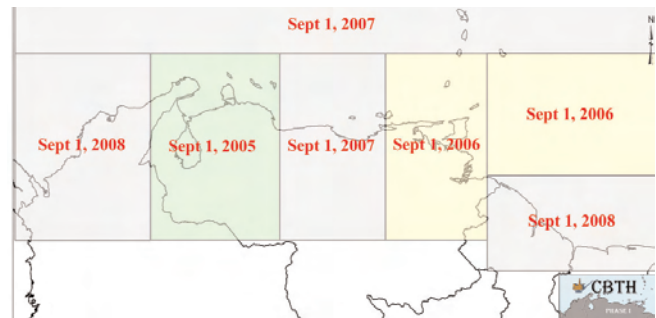 Sept 1, 2007
N
Sept 1, 2006
Sept 1, 2008
Sept 1, 2005
Sept 1, 2007
Sept 1, 2006
Sept 1, 2008
CBTH
PHASE I